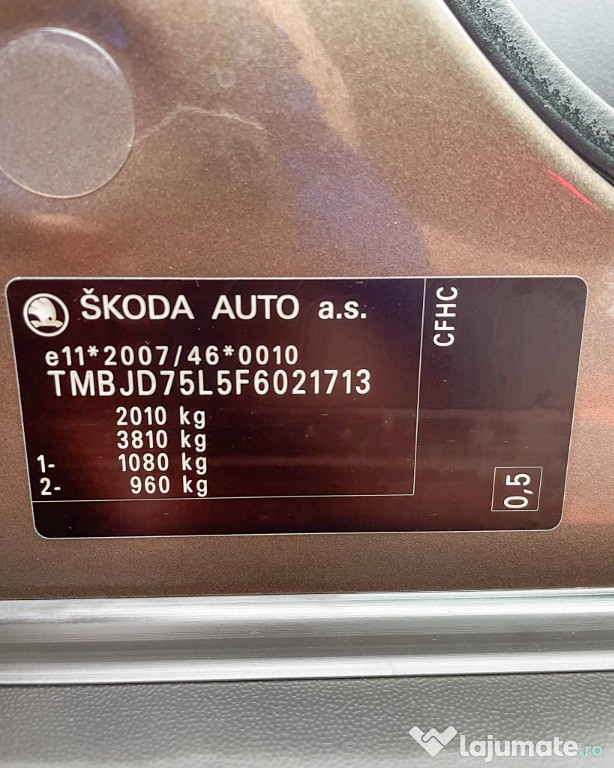 ŠKODA AUTO a.s.
e11*2007/46*0010
TMBJD75L5F6021713
2010 kg
3810 kg
1- 1080 kg
2- 960 kg
CFHC
0,5
lajumate.ro